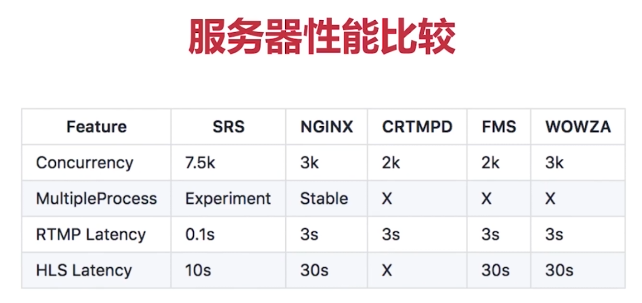 服务器性能比较
Feature SRS NGINX CRTMPD FMS WOWZA
Concurrency 7.5k 3k 2k 2k 3k
MultipleProcess Experiment Stable X X X
RTMP Latency 0.1s 3s 3s 3s 3s
HLS Latency 10s 30s X 30s 30s